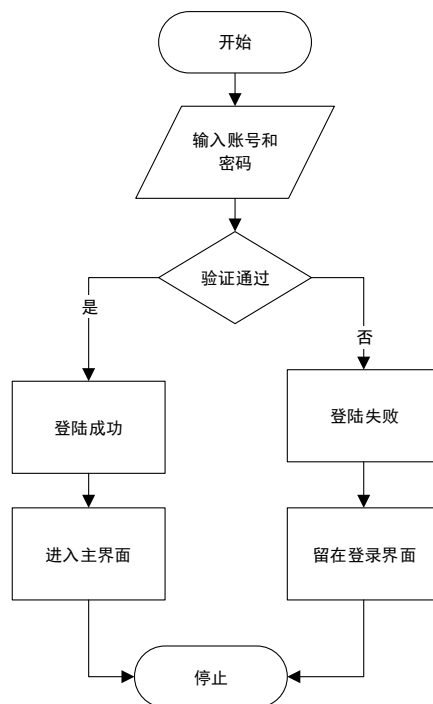 开始
输入账号和
密码
验证通过
是
否
登陆成功
登陆失败
进入主界面
留在登录界面
停止